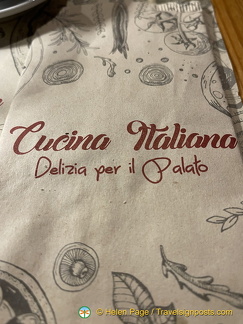 Cucina Italiana
Delizia per il Palato
© Helen Page / Travelsignposts.com